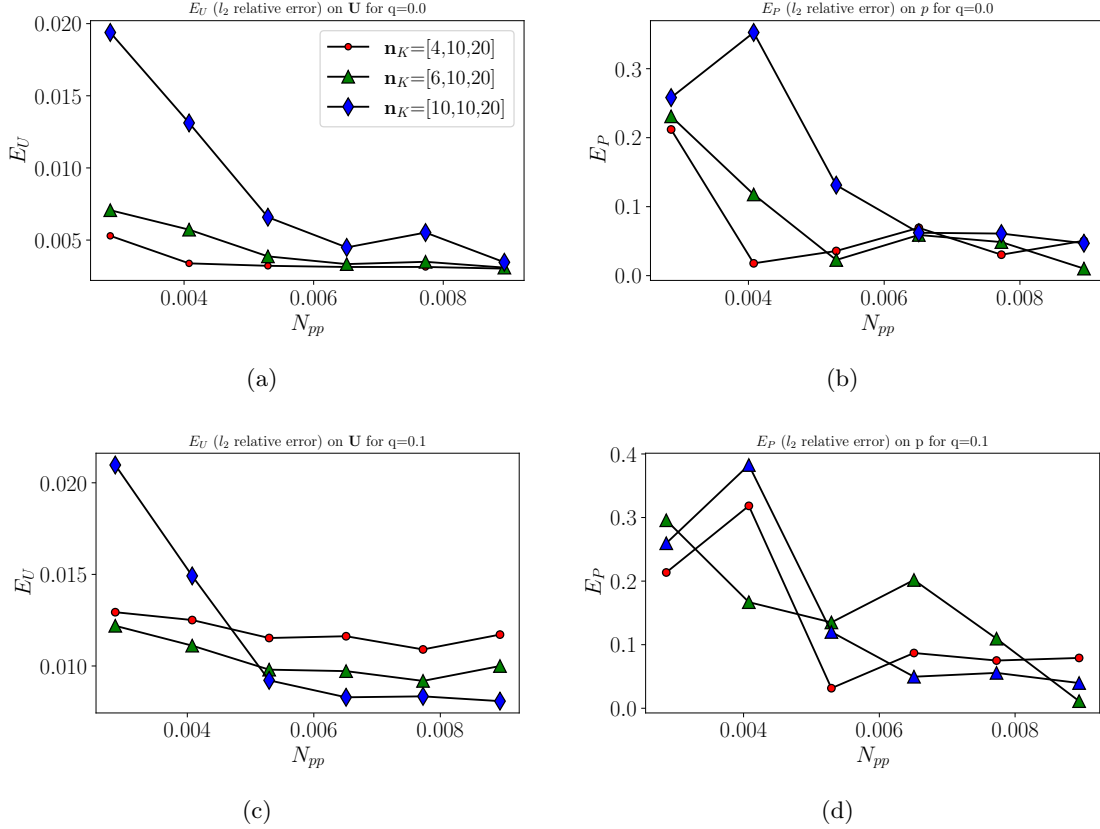 E_U (l_2 relative error) on U for q=0.0
0.020
0.015
0.010
0.005
E_U
n_K=[4,10,20]
n_K=[6,10,20]
n_K=[10,10,20]
0.004 0.006 0.008
N_pp
(a)
E_P (l_2 relative error) on p for q=0.0
0.3
0.2
0.1
0.0
E_P
0.004 0.006 0.008
N_pp
(b)
E_U (l_2 relative error) on U for q=0.1
0.020
0.015
0.010
E_U
0.004 0.006 0.008
N_pp
(c)
E_P (l_2 relative error) on p for q=0.1
0.4
0.3
0.2
0.1
0.0
E_P
0.004 0.006 0.008
N_pp
(d)